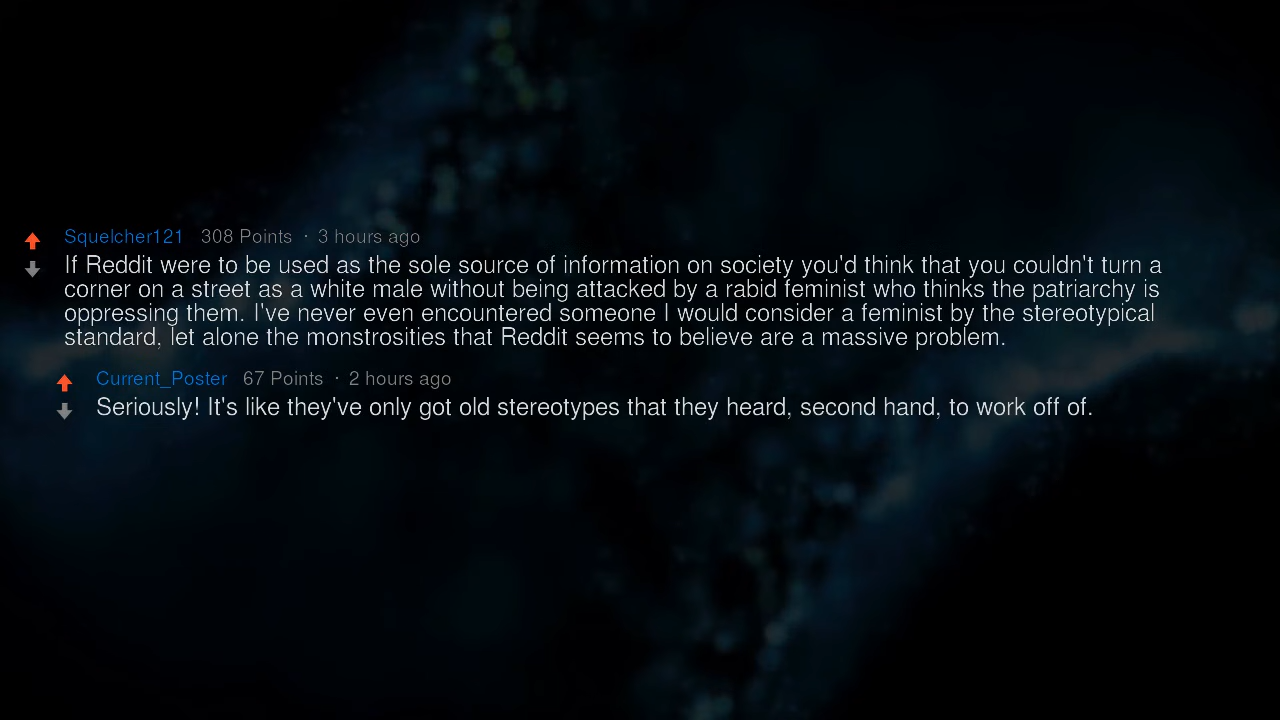 Squelcher121 308 Points · 3 hours ago
If Reddit were to be used as the sole source of information on society you'd think that you couldn't turn a
corner on a street as a white male without being attacked by a rabid feminist who thinks the patriarchy is
oppressing them. I've never even encountered someone I would consider a feminist by the stereotypical
standard, let alone the monstrosities that Reddit seems to believe are a massive problem.
Current_Poster 67 Points · 2 hours ago
Seriously! It's like they've only got old stereotypes that they heard, second hand, to work off of.